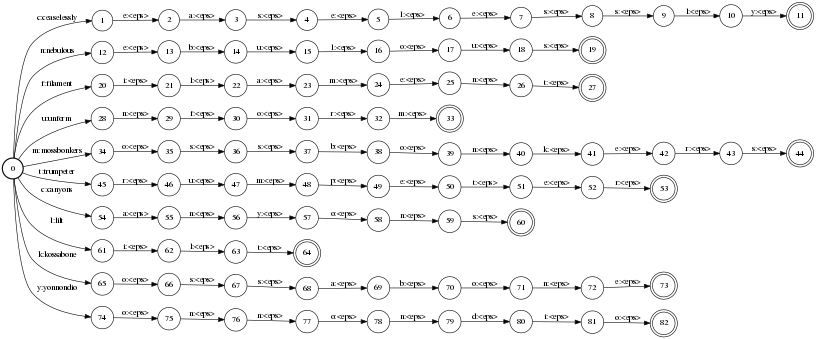 c:ceaselessly 1 e:<eps> 2 a:<eps> 3 s:<eps> 4 e:<eps> 5 l:<eps> 6 e:<eps> 7 s:<eps> 8 s:<eps> 9 l:<eps> 10 y:<eps> 11
n:nebulous 12 e:<eps> 13 b:<eps> 14 u:<eps> 15 l:<eps> 16 o:<eps> 17 u:<eps> 18 s:<eps> 19
f:filament 20 i:<eps> 21 l:<eps> 22 a:<eps> 23 m:<eps> 24 e:<eps> 25 n:<eps> 26 t:<eps> 27
u:unform 28 n:<eps> 29 f:<eps> 30 o:<eps> 31 r:<eps> 32 m:<eps> 33
m:mossbonkers 34 o:<eps> 35 s:<eps> 36 s:<eps> 37 b:<eps> 38 o:<eps> 39 n:<eps> 40 k:<eps> 41 e:<eps> 42 r:<eps> 43 s:<eps> 44
0
t:trumpeter 45 r:<eps> 46 u:<eps> 47 m:<eps> 48 p:<eps> 49 e:<eps> 50 t:<eps> 51 e:<eps> 52 r:<eps> 53
c:canyons 54 a:<eps> 55 n:<eps> 56 y:<eps> 57 o:<eps> 58 n:<eps> 59 s:<eps> 60
l:lilt 61 i:<eps> 62 l:<eps> 63 t:<eps> 64
k:kossabone 65 o:<eps> 66 s:<eps> 67 s:<eps> 68 a:<eps> 69 b:<eps> 70 o:<eps> 71 n:<eps> 72 e:<eps> 73
y:yonnondio 74 o:<eps> 75 n:<eps> 76 n:<eps> 77 o:<eps> 78 n:<eps> 79 d:<eps> 80 i:<eps> 81 o:<eps> 82